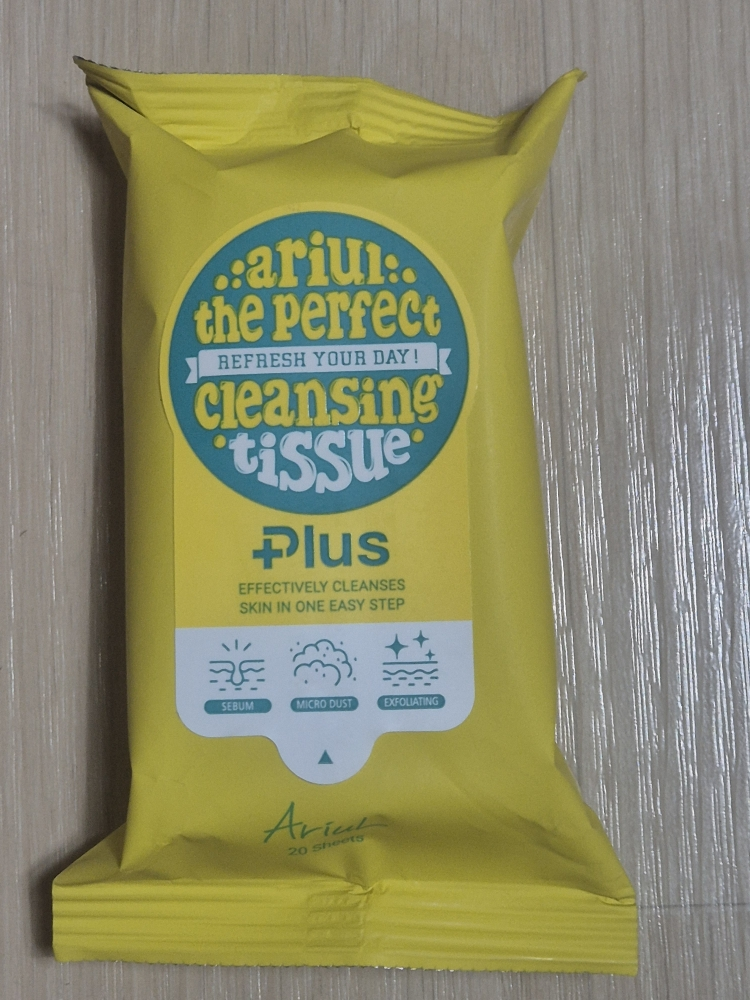 ariul
the perfect
REFRESH YOUR DAY!
cleansing
tissue
Plus
EFFECTIVELY CLEANSES
SKIN IN ONE EASY STEP
SEBUM MICRO DUST EXFOLIATING
Ariul
20 Sheets